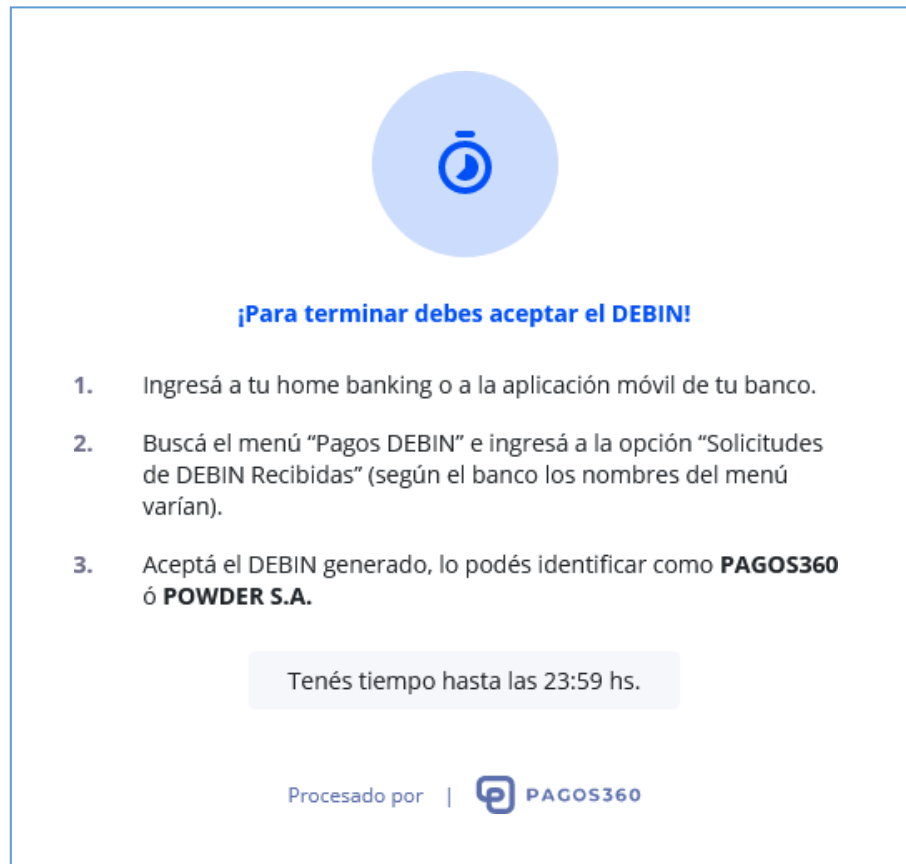 ¡Para terminar debes aceptar el DEBIN!
1. Ingresá a tu home banking o a la aplicación móvil de tu banco.
2. Buscá el menú “Pagos DEBIN” e ingresá a la opción “Solicitudes
de DEBIN Recibidas” (según el banco los nombres del menú
varían).
3. Aceptá el DEBIN generado, lo podés identificar como PAGOS360
ó POWDER S.A.
Tenés tiempo hasta las 23:59 hs.
Procesado por | PAGOS360